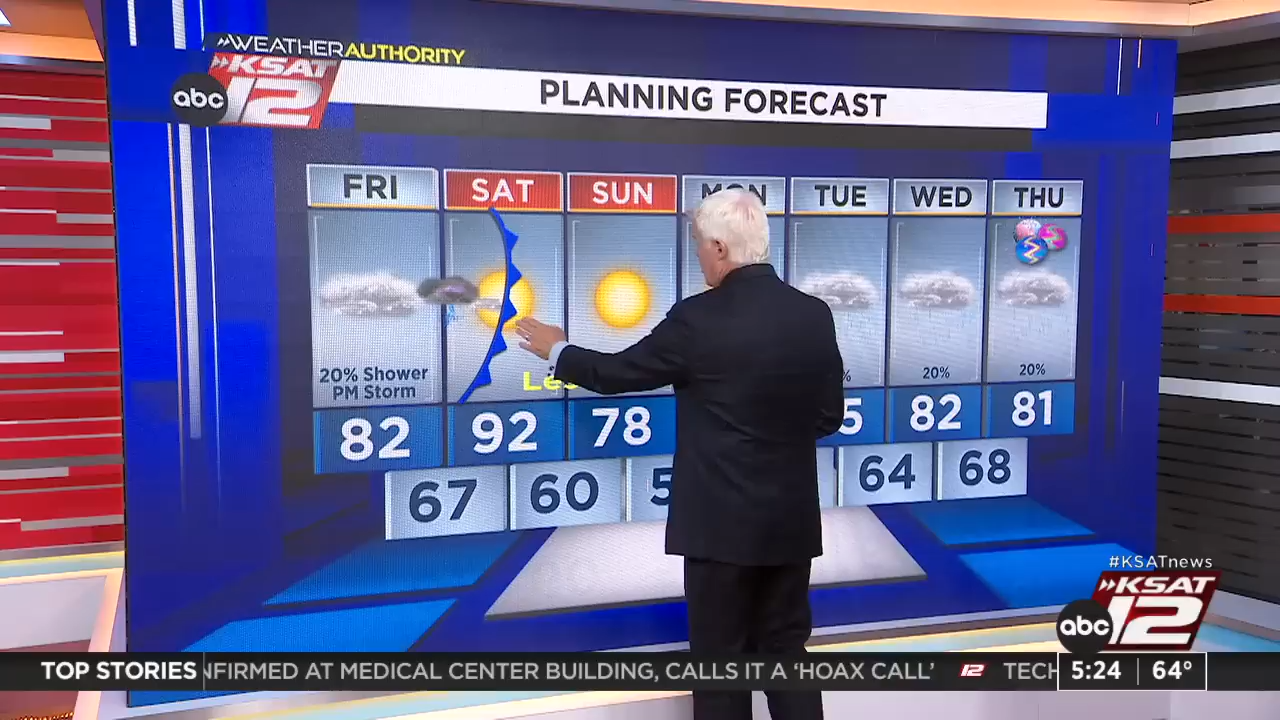 »WEATHERAUTHORITY
»KSAT
abc 12
PLANNING FORECAST
FRI SAT SUN MON TUE WED THU
20% Shower
PM Storm
20% 20%
82 92 78 82 81
67 60 64 68
#KSATnews
»KSAT
abc 12
TOP STORIES NFIRMED AT MEDICAL CENTER BUILDING, CALLS IT A ‘HOAX CALL’ 12 TECH 5:24 64°